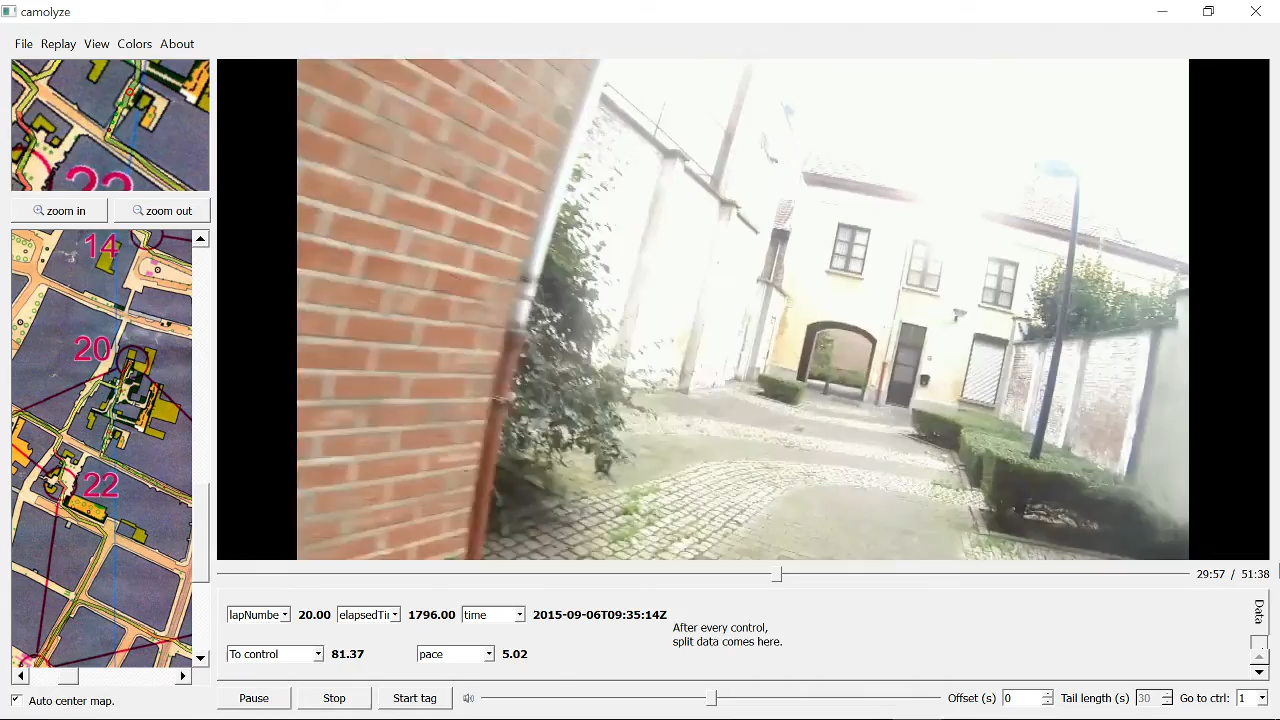 camolyze
File Replay View Colors About
22
zoom in zoom out
14
20
22
29:57 / 51:38
lapNumbe 20.00 elapsedTi 1796.00 time 2015-09-06T09:35:14Z
After every control,
split data comes here.
To control 81.37 pace 5.02
Data
Auto center map.
Pause Stop Start tag Offset (s) 0 Tail length (s) 30 Go to ctrl: 1